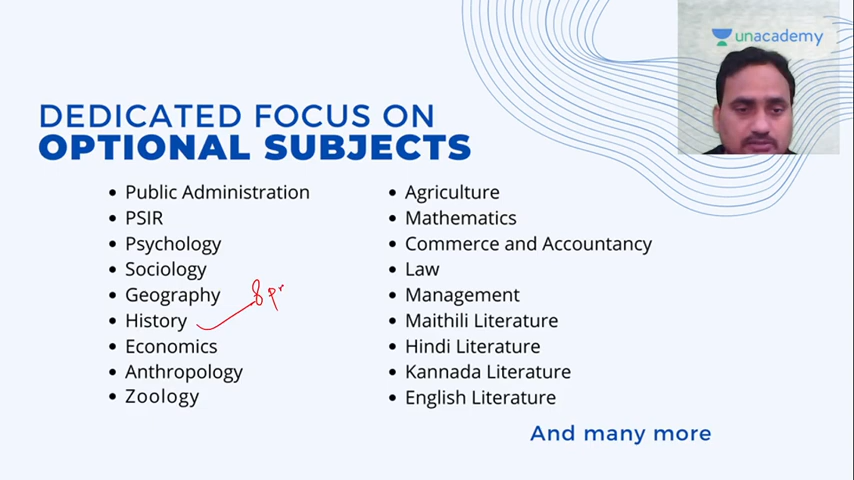 unacademy
DEDICATED FOCUS ON
OPTIONAL SUBJECTS
Public Administration
PSIR
Psychology
Sociology
Geography
History
Economics
Anthropology
Zoology
Agriculture
Mathematics
Commerce and Accountancy
Law
Management
Maithili Literature
Hindi Literature
Kannada Literature
English Literature
And many more